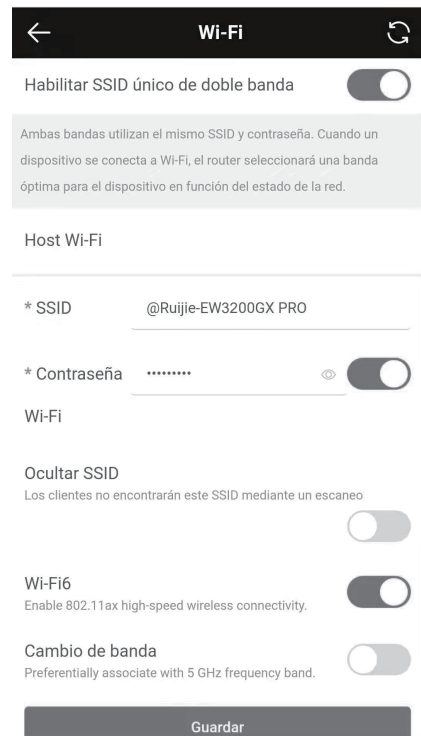 Wi-Fi
Habilitar SSID único de doble banda
Ambas bandas utilizan el mismo SSID y contraseña. Cuando un
dispositivo se conecta a Wi-Fi, el router seleccionará una banda
óptima para el dispositivo en función del estado de la red.
Host Wi-Fi
* SSID @Ruijie-EW3200GX PRO
* Contraseña •••••••••
Wi-Fi
Ocultar SSID
Los clientes no encontrarán este SSID mediante un escaneo
Wi-Fi6
Enable 802.11ax high-speed wireless connectivity.
Cambio de banda
Preferentially associate with 5 GHz frequency band.
Guardar